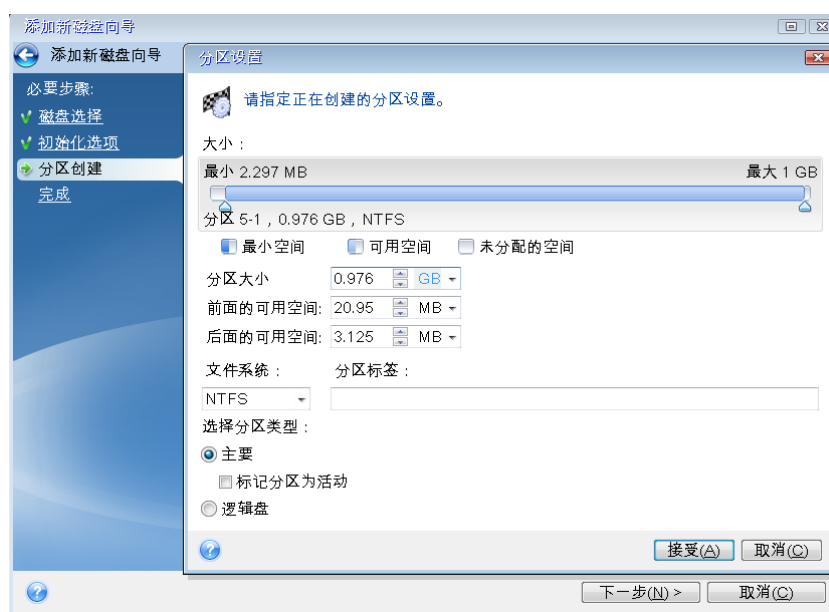 添加新磁盘向导
添加新磁盘向导
必要步骤:
磁盘选择
初始化选项
分区创建
完成
分区设置
请指定正在创建的分区设置。
大小：
最小 2.297 MB 最大 1 GB
分区 5-1，0.976 GB，NTFS
最小空间 可用空间 未分配的空间
分区大小 0.976 GB
前面的可用空间: 20.95 MB
后面的可用空间: 3.125 MB
文件系统： 分区标签：
NTFS
选择分区类型：
主要
标记分区为活动
逻辑盘
接受(A) 取消(C)
下一步(N) > 取消(C)